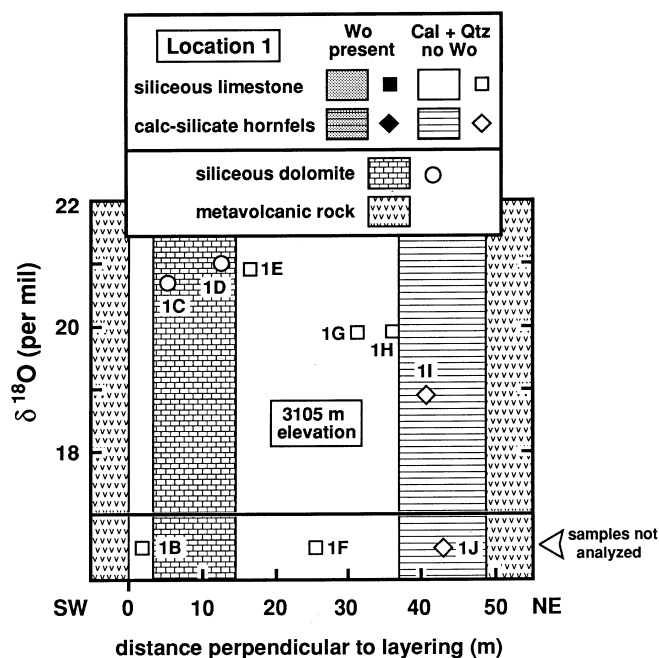 Location 1
Wo present
Cal + Qtz no Wo
siliceous limestone
calc-silicate hornfels
siliceous dolomite
metavolcanic rock
22
20
18
δ 18O (per mil)
1C
1D
1E
1G
1H
1I
3105 m
elevation
1B
1F
1J
samples not
analyzed
SW 0 10 20 30 40 50 NE
distance perpendicular to layering (m)